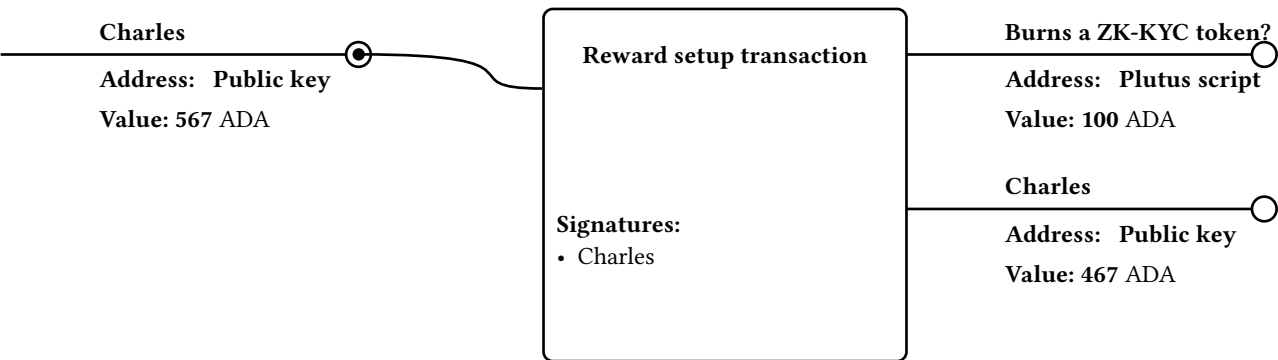 Charles
Address: Public key
Value: 567 ADA
Reward setup transaction
Signatures:
• Charles
Burns a ZK-KYC token?
Address: Plutus script
Value: 100 ADA
Charles
Address: Public key
Value: 467 ADA